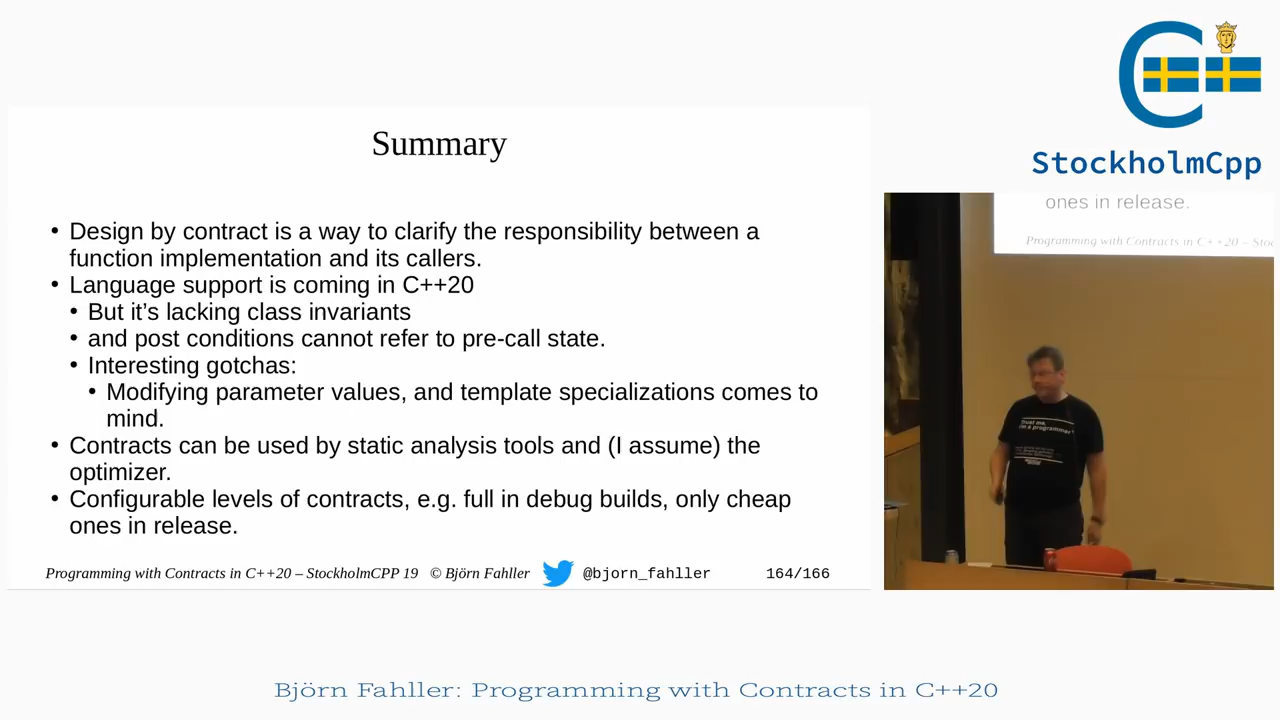 Summary
• Design by contract is a way to clarify the responsibility between a
function implementation and its callers.
• Language support is coming in C++20
• But it’s lacking class invariants
• and post conditions cannot refer to pre-call state.
• Interesting gotchas:
• Modifying parameter values, and template specializations comes to
mind.
• Contracts can be used by static analysis tools and (I assume) the
optimizer.
• Configurable levels of contracts, e.g. full in debug builds, only cheap
ones in release.
Programming with Contracts in C++20 – StockholmCPP 19 © Björn Fahller @bjorn_fahller 164/166
StockholmCpp
ones in release.
Programming with Contracts in C++20 – Stoc
Trust me,
I'm a programmer
Björn Fahller: Programming with Contracts in C++20